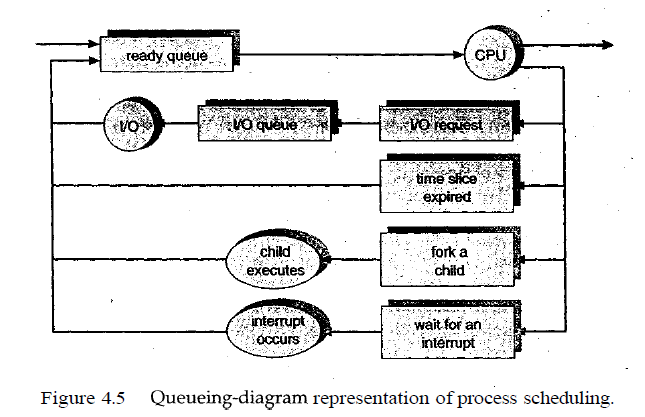 ready queue
CPU
I/O
I/O queue
I/O request
time slice
expired
child
executes
fork a
child
interrupt
occurs
wait for an
interrupt
Figure 4.5 Queueing-diagram representation of process scheduling.